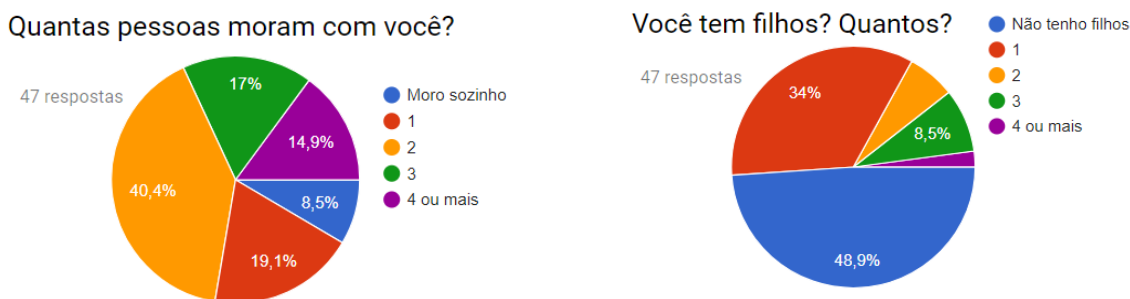 Quantas pessoas moram com você?
47 respostas
17%
14,9%
40,4%
8,5%
19,1%
Moro sozinho
1
2
3
4 ou mais
Você tem filhos? Quantos?
47 respostas
34%
8,5%
48,9%
Não tenho filhos
1
2
3
4 ou mais